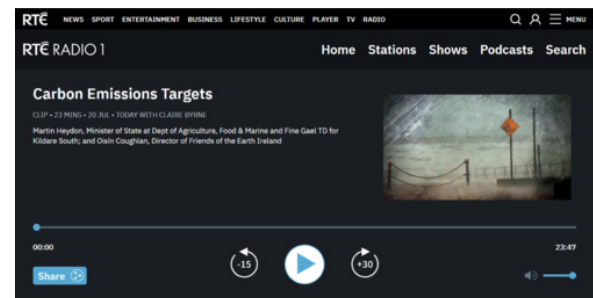 RTÉ NEWS SPORT ENTERTAINMENT BUSINESS LIFESTYLE CULTURE PLAYER TV RADIO MENU
RTÉ RADIO 1 Home Stations Shows Podcasts Search
Carbon Emissions Targets
CLIP • 23 MINS • 20 JUL • TODAY WITH CLAIRE BYRNE
Martin Heydon, Minister of State at Dept of Agriculture, Food & Marine and Fine Gael TD for
Kildare South; and Oisín Coughlan, Director of Friends of the Earth Ireland
00:00 23:47
Share -15 +30